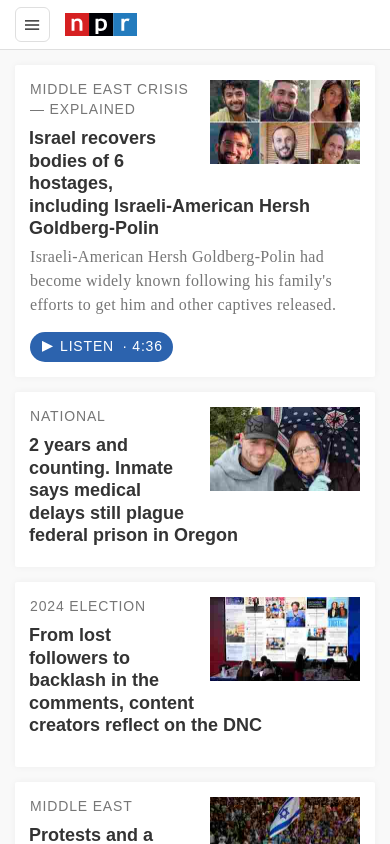 npr
MIDDLE EAST CRISIS
— EXPLAINED
Israel recovers
bodies of 6
hostages,
including Israeli-American Hersh
Goldberg-Polin
Israeli-American Hersh Goldberg-Polin had
become widely known following his family's
efforts to get him and other captives released.
LISTEN · 4:36
NATIONAL
2 years and
counting. Inmate
says medical
delays still plague
federal prison in Oregon
2024 ELECTION
From lost
followers to
backlash in the
comments, content
creators reflect on the DNC
MIDDLE EAST
Protests and a